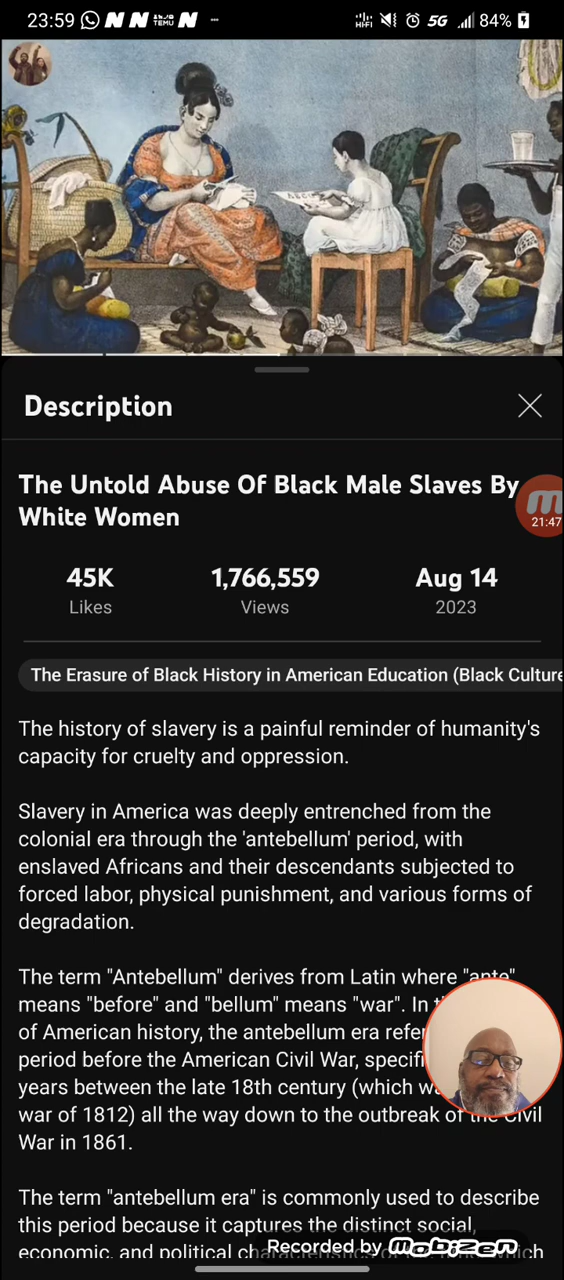 23:59 N N TEMU N 5G 84%
Description
The Untold Abuse Of Black Male Slaves By
White Women
21:47
45K 1,766,559 Aug 14
Likes Views 2023
The Erasure of Black History in American Education (Black Culture
The history of slavery is a painful reminder of humanity's
capacity for cruelty and oppression.
Slavery in America was deeply entrenched from the
colonial era through the 'antebellum' period, with
enslaved Africans and their descendants subjected to
forced labor, physical punishment, and various forms of
degradation.
The term "Antebellum" derives from Latin where "ante"
means "before" and "bellum" means "war". In
of American history, the antebellum era
period before the American Civil War,
years between the late 18th century (which
war of 1812) all the way down to the outbreak of the Civil
War in 1861.
The term "antebellum era" is commonly used to describe
this period because it captures the distinct social,
economic, and political
Recorded by Mobizen